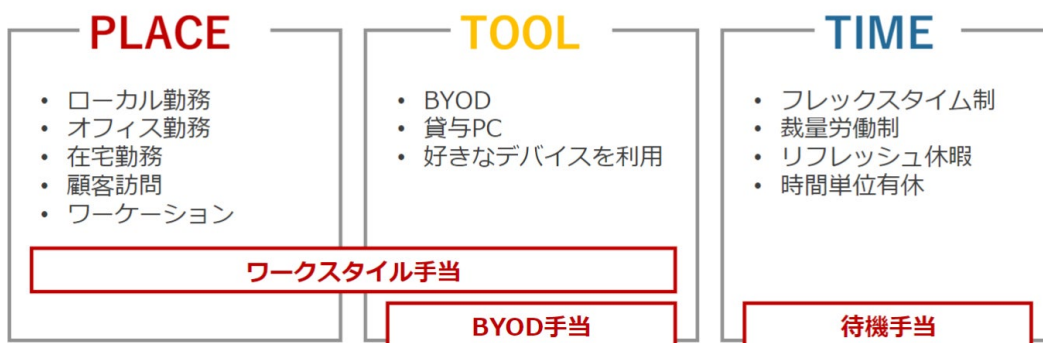 PLACE
• ローカル勤務
• オフィス勤務
• 在宅勤務
• 顧客訪問
• ワーケーション
TOOL
• BYOD
• 貸与PC
• 好きなデバイスを利用
TIME
• フレックスタイム制
• 裁量労働制
• リフレッシュ休暇
• 時間単位有休
ワークスタイル手当
BYOD手当
待機手当